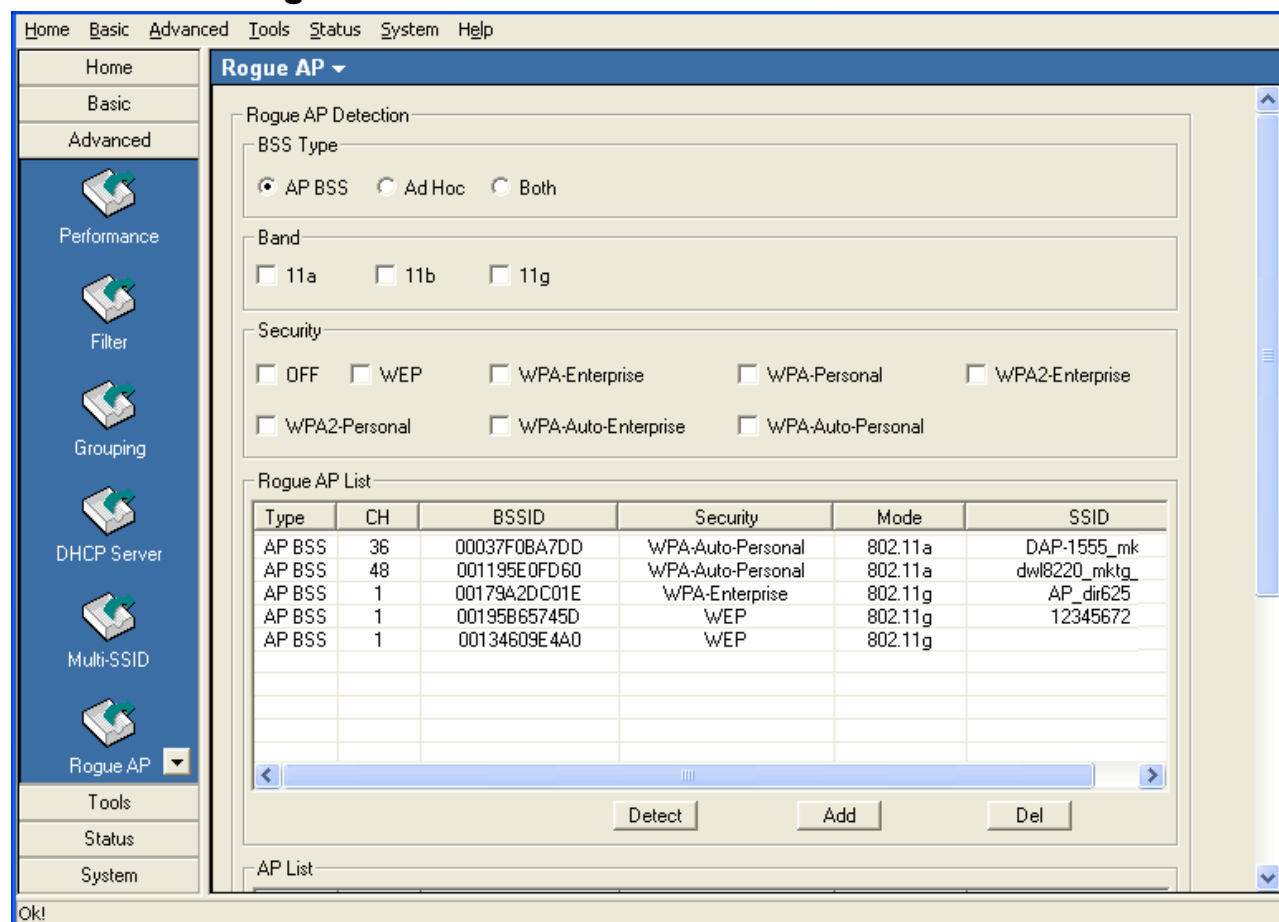 Home Basic Advanced Tools Status System Help
Home
Basic
Advanced
Performance
Filter
Grouping
DHCP Server
Multi-SSID
Rogue AP
Tools
Status
System
Rogue AP
Rogue AP Detection
BSS Type
AP BSS Ad Hoc Both
Band
11a 11b 11g
Security
OFF WEP WPA-Enterprise WPA-Personal WPA2-Enterprise
WPA2-Personal WPA-Auto-Enterprise WPA-Auto-Personal
Rogue AP List
Type CH BSSID Security Mode SSID
AP BSS 36 00037F0BA7DD WPA-Auto-Personal 802.11a DAP-1555_mk
AP BSS 48 001195E0FD60 WPA-Auto-Personal 802.11a dwl8220_mktg_
AP BSS 1 00179A2DC01E WPA-Enterprise 802.11g AP_dir625
AP BSS 1 00195B65745D WEP 802.11g 12345672
AP BSS 1 00134609E4A0 WEP 802.11g
Detect Add Del
AP List
Ok!